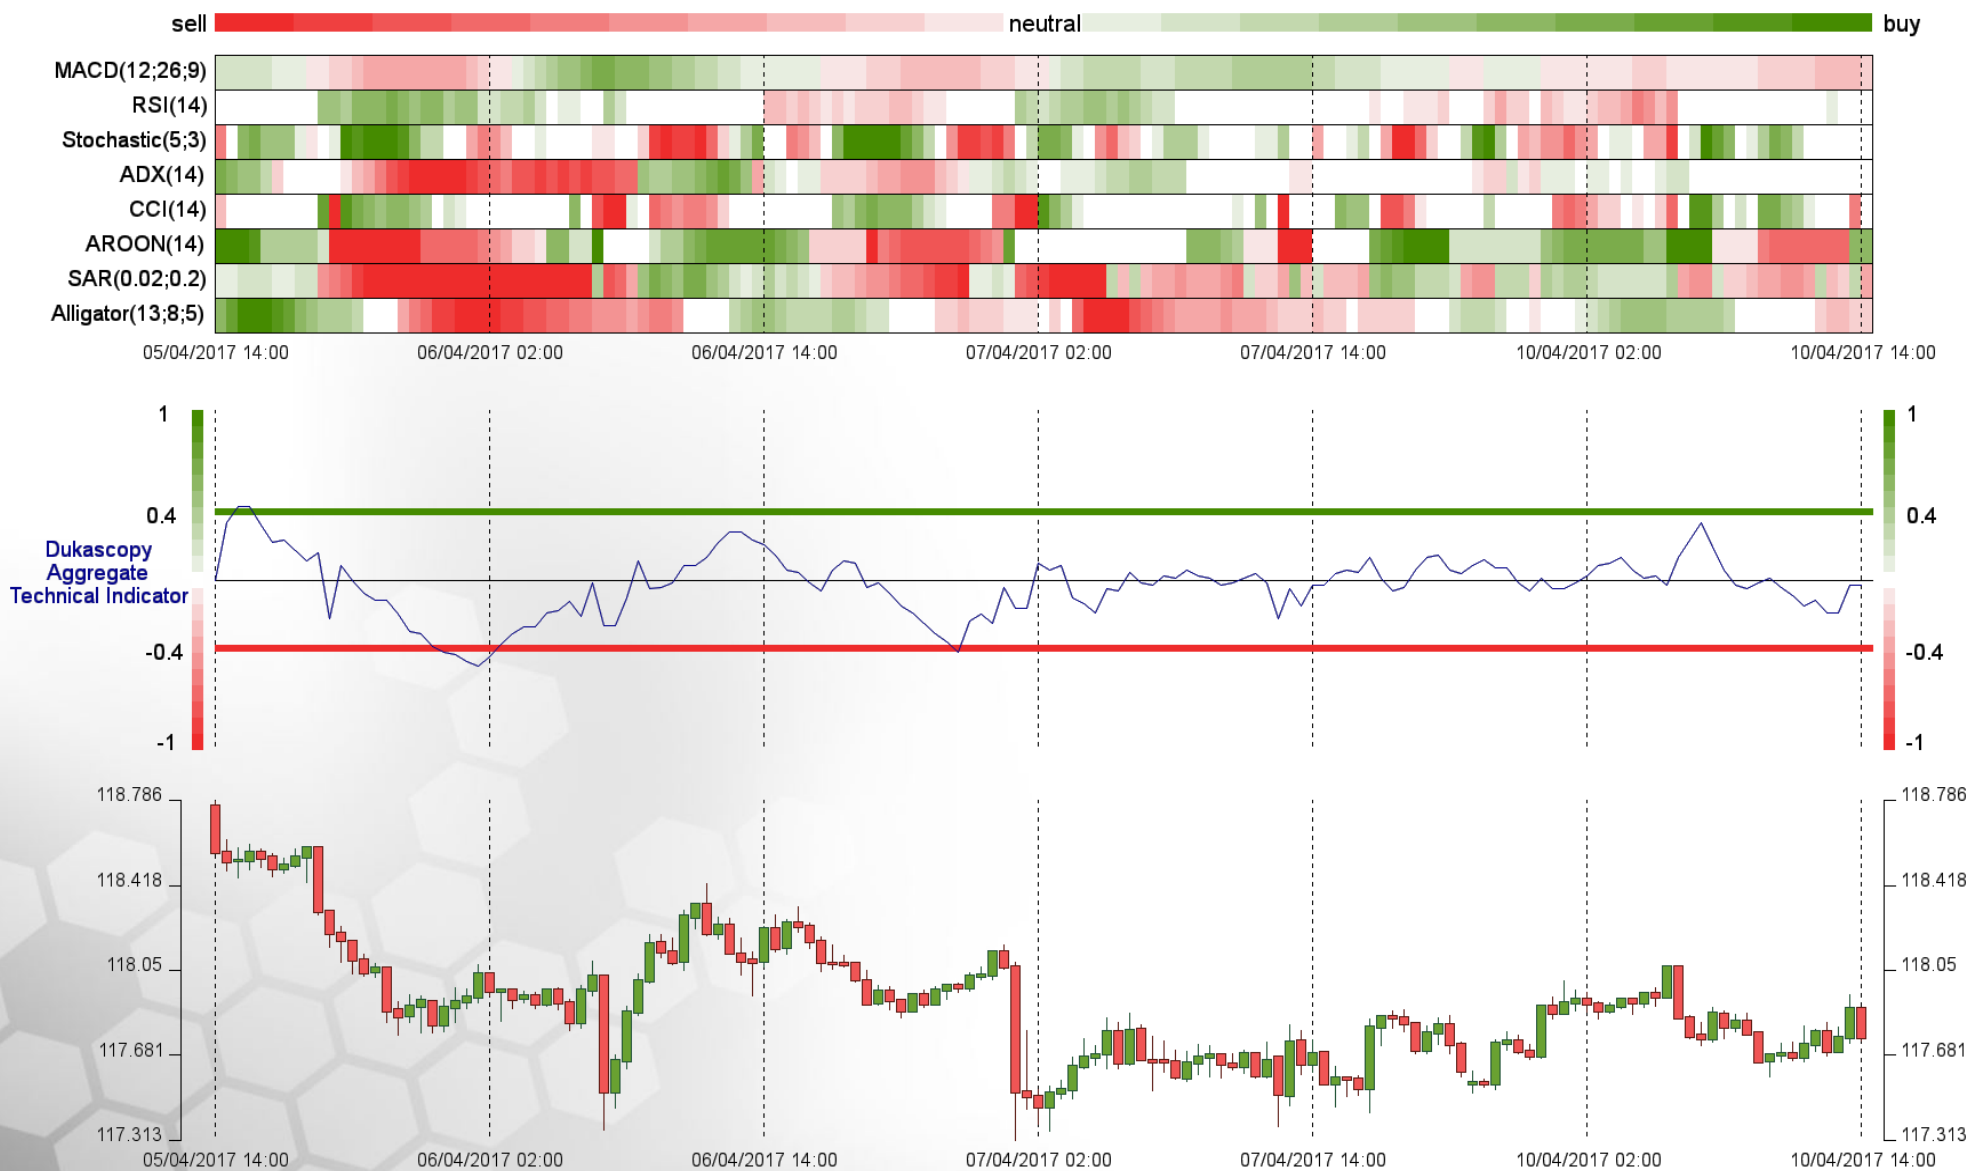 sell neutral buy
MACD(12;26;9)
RSI(14)
Stochastic(5;3)
ADX(14)
CCI(14)
AROON(14)
SAR(0.02;0.2)
Alligator(13;8;5)
05/04/2017 14:00 06/04/2017 02:00 06/04/2017 14:00 07/04/2017 02:00 07/04/2017 14:00 10/04/2017 02:00 10/04/2017 14:00
1 1
0.4 0.4
Dukascopy
Aggregate
Technical Indicator
-0.4 -0.4
-1 -1
118.786 118.786
118.418 118.418
118.05 118.05
117.681 117.681
117.313 117.313
05/04/2017 14:00 06/04/2017 02:00 06/04/2017 14:00 07/04/2017 02:00 07/04/2017 14:00 10/04/2017 02:00 10/04/2017 14:00